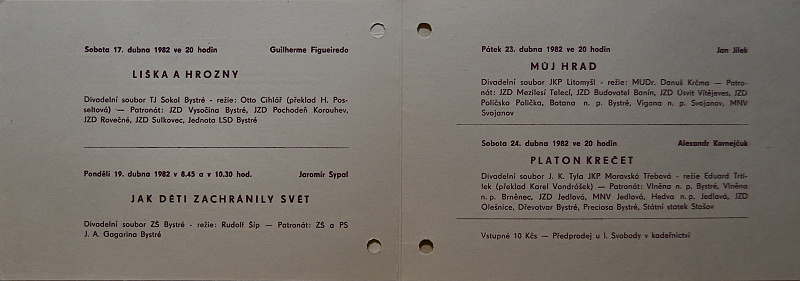 Sobota 17. dubna 1982 ve 20 hodin Guilherme Figueiredo
LIŠKA A HROZNY
Divadelní soubor TJ Sokol Bystré - režie: Otto Cihlář (překlad H. Pos-
seltová) — Patronát: JZD Vysočina Bystré, JZD Pochodeň Korouhev,
JZD Rovečné, JZD Sulkovec, Jednota LSD Bystré
Pondělí 19. dubna 1982 v 8.45 a v 10.30 hod. Jaromír Sypal
JAK DĚTI ZACHRÁNILY SVĚT
Divadelní soubor ZŠ Bystré - režie: Rudolf Šíp — Patronát: ZŠ a PS
J. A. Gagarina Bystré
Pátek 23. dubna 1982 ve 20 hodin Jan Jílek
MŮJ HRAD
Divadelní soubor JKP Litomyšl - režie: MUDr. Danuš Krčma — Patro-
nát: JZD Mezilesí Telecí, JZD Budovatel Banín, JZD Úsvit Vítějeves, JZD
Poličsko Polička, Botana n. p. Bystré, Vigona n. p. Svojanov, MNV
Svojanov
Sobota 24. dubna 1982 ve 20 hodin Alexandr Kornejčuk
PLATON KREČET
Divadelní soubor J. K. Tyla JKP Moravská Třebová - režie Eduard Trtí-
lek (překlad Karel Vondrášek) — Patronát: Vlněna n. p. Bystré, Vlněna
n. p. Brněnec, JZD Jedlová, MNV Jedlová, Hedva n. p. Jedlová, JZD
Olešnice, Dřevotvar Bystré, Preciosa Bystré, Státní statek Stašov
Vstupné 10 Kčs — Předprodej u I. Svobody v kadeřnictví